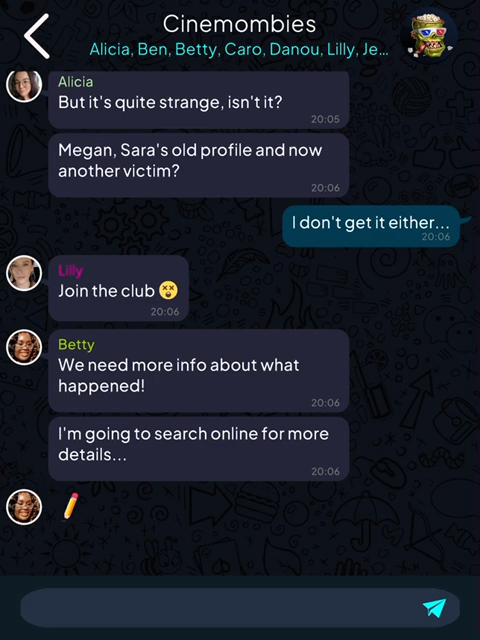 Cinemombies
Alicia, Ben, Betty, Caro, Danou, Lilly, Je...
Alicia
But it's quite strange, isn't it?
20:05
Megan, Sara's old profile and now
another victim?
20:06
I don't get it either...
20:06
Lilly
Join the club 😵
20:06
Betty
We need more info about what
happened!
20:06
I'm going to search online for more
details...
20:06